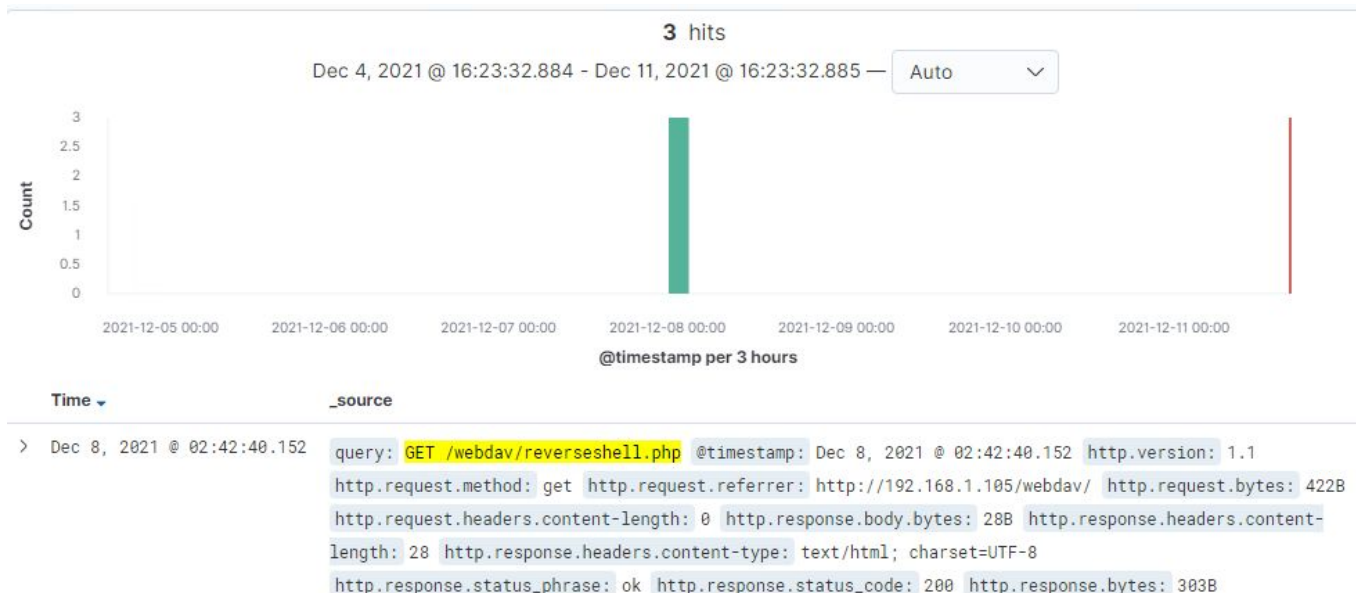 3 hits
Dec 4, 2021 @ 16:23:32.884 - Dec 11, 2021 @ 16:23:32.885 — Auto
3
2.5
2
1.5
1
0.5
0
Count
2021-12-05 00:00 2021-12-06 00:00 2021-12-07 00:00 2021-12-08 00:00 2021-12-09 00:00 2021-12-10 00:00 2021-12-11 00:00
@timestamp per 3 hours
Time _source
> Dec 8, 2021 @ 02:42:40.152 query: GET /webdav/reverseshell.php @timestamp: Dec 8, 2021 @ 02:42:40.152 http.version: 1.1
http.request.method: get http.request.referrer: http://192.168.1.105/webdav/ http.request.bytes: 422B
http.request.headers.content-length: 0 http.response.body.bytes: 28B http.response.headers.content-
length: 28 http.response.headers.content-type: text/html; charset=UTF-8
http.response.status_phrase: ok http.response.status_code: 200 http.response.bytes: 303B